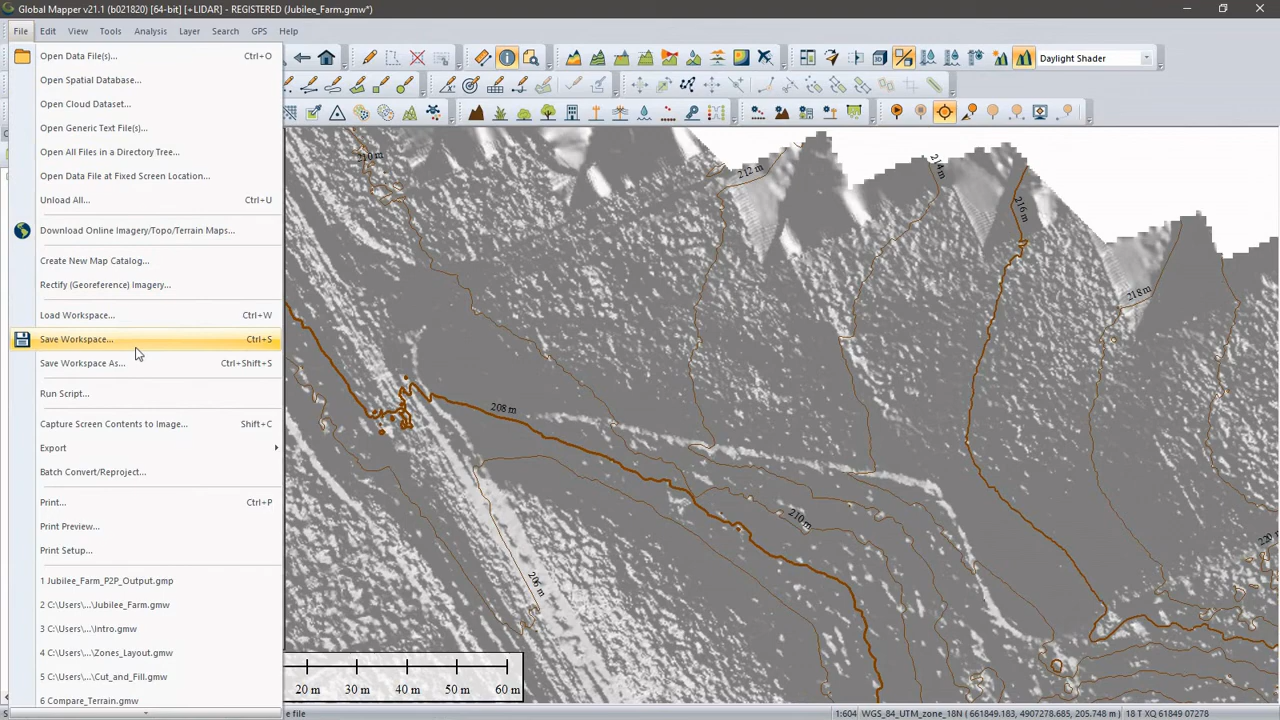 Global Mapper v21.1 (b021820) [64-bit] [+LIDAR] - REGISTERED (Jubilee_Farm.gmw*)
File Edit View Tools Analysis Layer Search GPS Help
Open Data File(s)... Ctrl+O
Open Spatial Database...
Open Cloud Dataset...
Open Generic Text File(s)...
Open All Files in a Directory Tree...
Open Data File at Fixed Screen Location...
Unload All... Ctrl+U
Download Online Imagery/Topo/Terrain Maps...
Create New Map Catalog...
Rectify (Georeference) Imagery...
Load Workspace... Ctrl+W
Save Workspace... Ctrl+S
Save Workspace As... Ctrl+Shift+S
Run Script...
Capture Screen Contents to Image... Shift+C
Export
Batch Convert/Reproject...
Print... Ctrl+P
Print Preview...
Print Setup...
1 Jubilee_Farm_P2P_Output.gmp
2 C:\Users\...\Jubilee_Farm.gmw
3 C:\Users\...\Intro.gmw
4 C:\Users\...\Zones_Layout.gmw
5 C:\Users\...\Cut_and_Fill.gmw
6 Compare_Terrain.gmw
Daylight Shader
210 m
212 m
214 m
216 m
218 m
208 m
210 m
206 m
220 m
20 m 30 m 40 m 50 m 60 m
e file
1:604 WGS_84_UTM_zone_18N ( 661849.183, 4907278.685, 205.748 m ) 18 T XQ 61849 07278